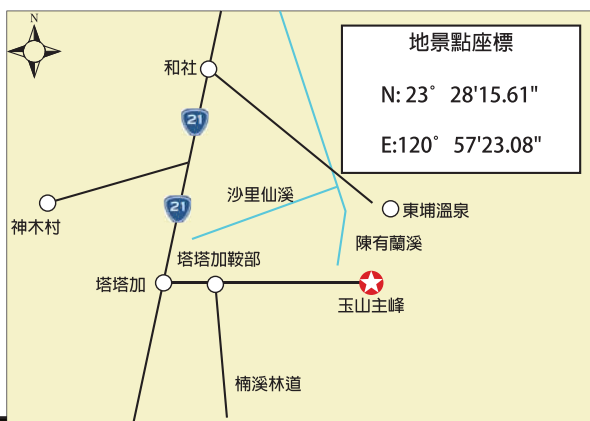 N
地景點座標
和社
N: 23° 28'15.61"
21
E:120° 57'23.08"
沙里仙溪
21
東埔溫泉
神木村
陳有蘭溪
塔塔加鞍部
塔塔加
玉山主峰
楠溪林道